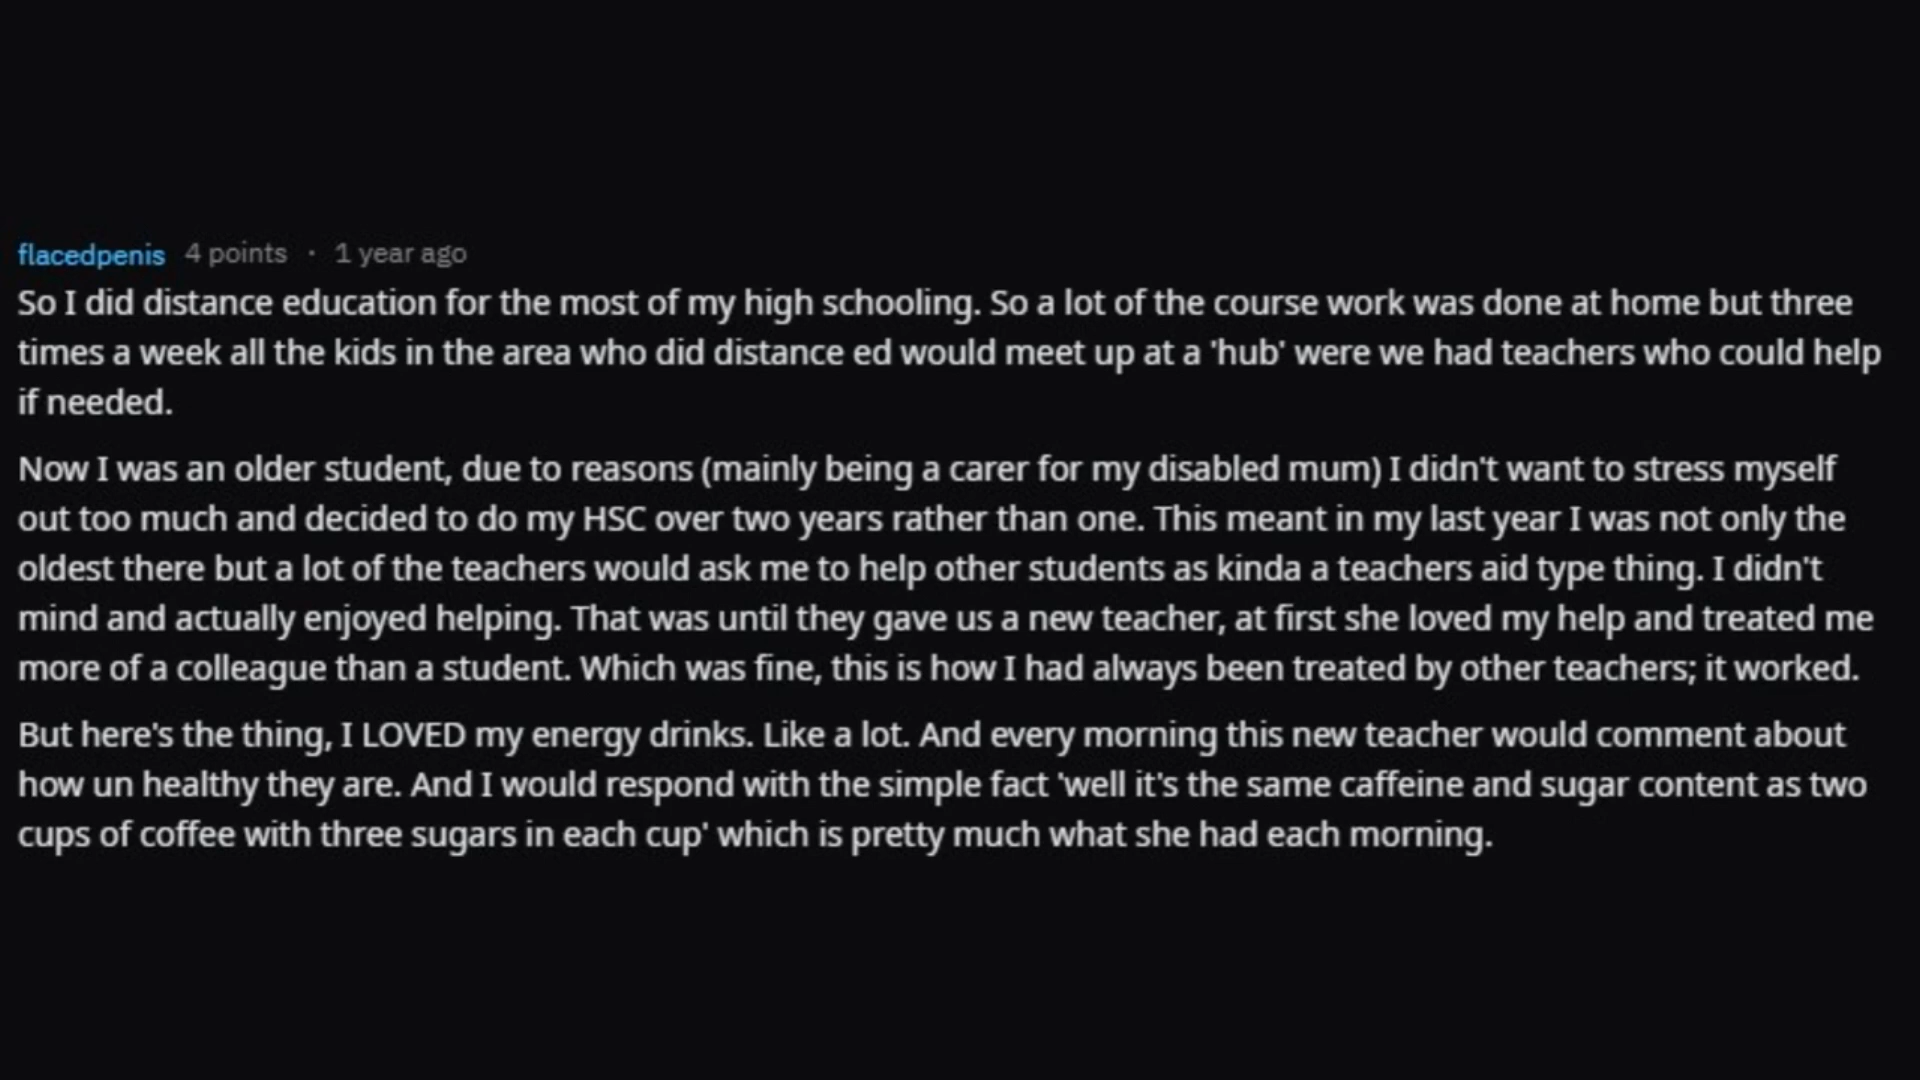 flacedpenis 4 points · 1 year ago
So I did distance education for the most of my high schooling. So a lot of the course work was done at home but three
times a week all the kids in the area who did distance ed would meet up at a 'hub' were we had teachers who could help
if needed.
Now I was an older student, due to reasons (mainly being a carer for my disabled mum) I didn't want to stress myself
out too much and decided to do my HSC over two years rather than one. This meant in my last year I was not only the
oldest there but a lot of the teachers would ask me to help other students as kinda a teachers aid type thing. I didn't
mind and actually enjoyed helping. That was until they gave us a new teacher, at first she loved my help and treated me
more of a colleague than a student. Which was fine, this is how I had always been treated by other teachers; it worked.
But here's the thing, I LOVED my energy drinks. Like a lot. And every morning this new teacher would comment about
how un healthy they are. And I would respond with the simple fact 'well it's the same caffeine and sugar content as two
cups of coffee with three sugars in each cup' which is pretty much what she had each morning.